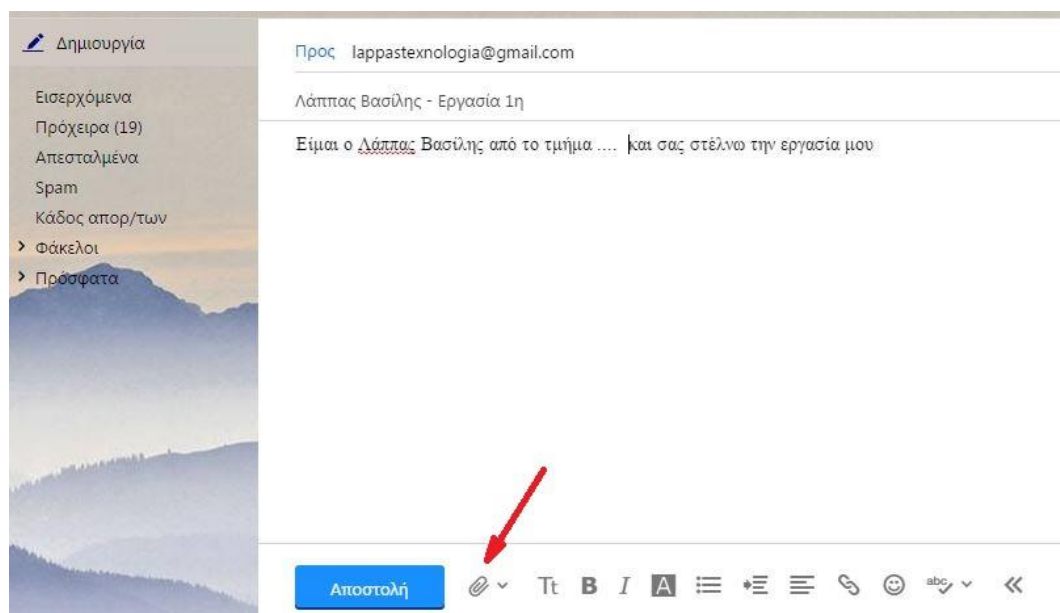 Δημιουργία
Εισερχόμενα
Πρόχειρα (19)
Απεσταλμένα
Spam
Κάδος απορ/των
Φάκελοι
Πρόσφατα
Προς lappastexnologia@gmail.com
Λάππας Βασίλης - Εργασία 1η
Είμαι ο Λάππας Βασίλης από το τμήμα .... και σας στέλνω την εργασία μου
Αποστολή Tt B I A abc